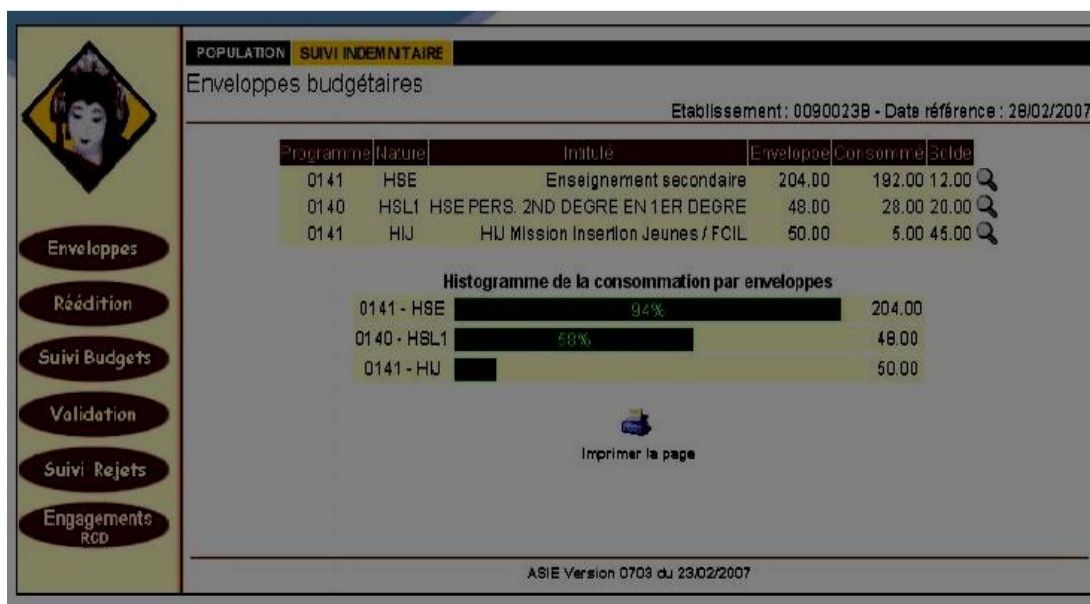 POPULATION SUIVI INDEMNITAIRE
Enveloppes budgétaires
Etablissement : 0090023B - Date référence : 28/02/2007
Programme Nature Intitulé Enveloppe Consommé Solde
0141 HSE Enseignement secondaire 204.00 192.00 12.00
0140 HSL1 HSE PERS. 2ND DEGRE EN 1ER DEGRE 48.00 28.00 20.00
0141 HIJ HIJ Mission Insertion Jeunes / FCIL 50.00 5.00 45.00
Histogramme de la consommation par enveloppes
0141 - HSE 94% 204.00
0140 - HSL1 58% 48.00
0141 - HIJ 50.00
Imprimer la page
Enveloppes
Réédition
Suivi Budgets
Validation
Suivi Rejets
Engagements
RCD
ASIE Version 0703 du 23/02/2007